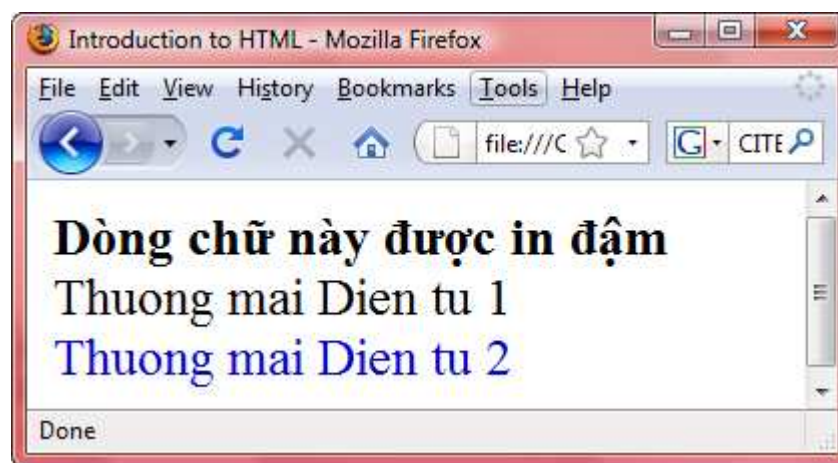 Introduction to HTML - Mozilla Firefox
File Edit View History Bookmarks Tools Help
file:///C G CITE
Dòng chữ này được in đậm
Thuong mai Dien tu 1
Thuong mai Dien tu 2
Done